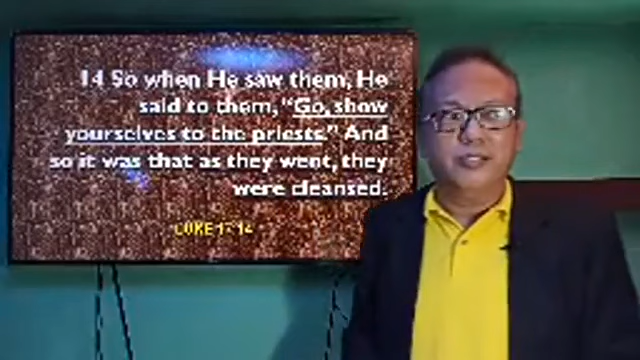 14 So when He saw them, He
said to them, “Go, show
yourselves to the priests.” And
so it was that as they went, they
were cleansed.
LUKE 17:14